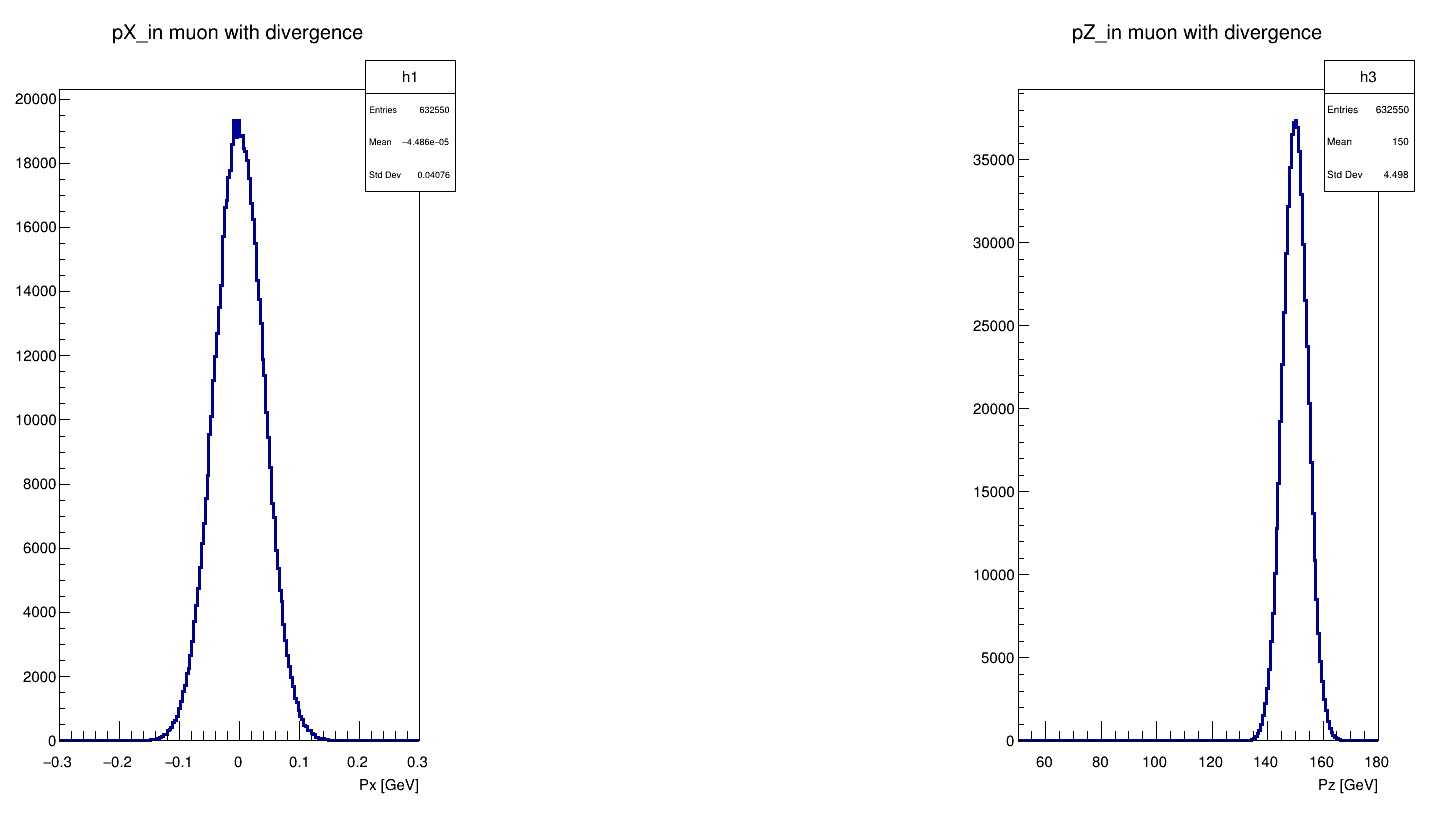 pX_in muon with divergence
h1
Entries 632550
Mean −4.486e−05
Std Dev 0.04076
20000
18000
16000
14000
12000
10000
8000
6000
4000
2000
0
−0.3 −0.2 −0.1 0 0.1 0.2 0.3
Px [GeV]
pZ_in muon with divergence
h3
Entries 632550
Mean 150
Std Dev 4.498
35000
30000
25000
20000
15000
10000
5000
0
60 80 100 120 140 160 180
Pz [GeV]